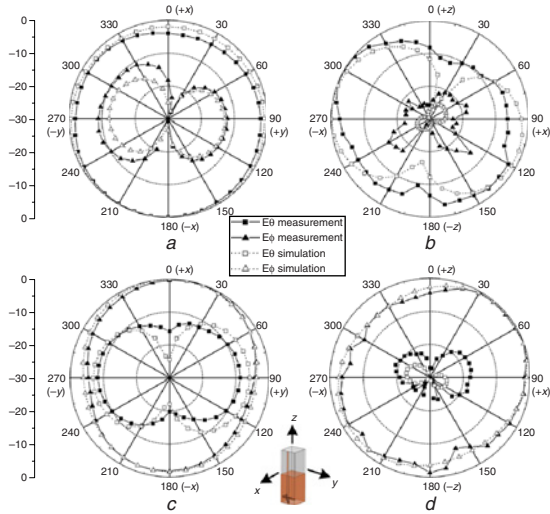 0 (+x)
330
30
300
60
270
(−y)
90
(+y)
240
120
210
150
180 (−x)
a
0
−10
−20
−30
−20
−10
0
0 (+z)
330
30
300
60
270
(−x)
90
(+x)
240
120
210
150
180 (−z)
b
Eθ measurement
Eϕ measurement
Eθ simulation
Eϕ simulation
0 (+x)
330
30
300
60
270
(−y)
90
(+y)
240
120
210
150
180 (−x)
c
0
−10
−20
−30
−20
−10
0
0 (+z)
330
30
300
60
270
(−x)
90
(+x)
240
120
210
150
180 (−z)
d
z
x
y